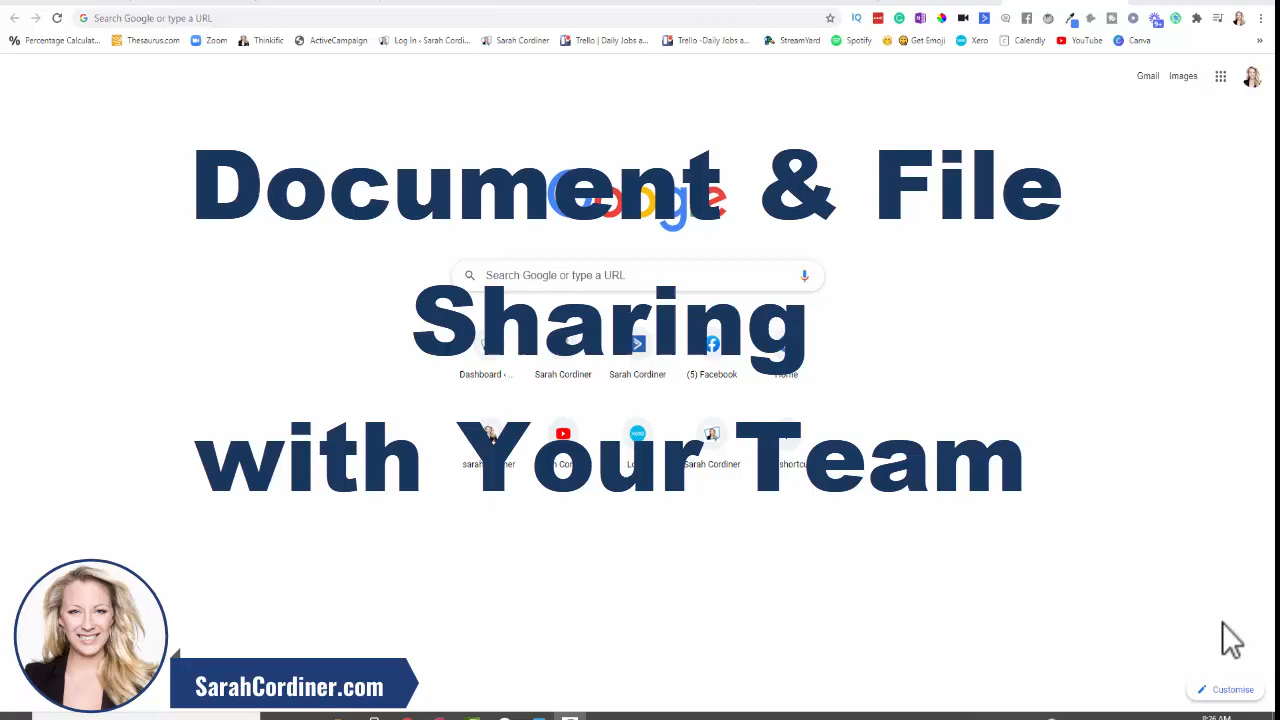 Search Google or type a URL
Percentage Calculat... Thesaurus.com Zoom Thinkific ActiveCampaign Log In ‹ Sarah Cordi... Sarah Cordiner Trello | Daily Jobs a... Trello -Daily Jobs a... StreamYard Spotify Get Emoji Xero Calendly YouTube Canva »
Gmail Images
Document & File
Google
Search Google or type a URL
Sharing
Dashboard ‹ ... Sarah Cordiner Sarah Cordiner (5) Facebook Home
with Your Team
Sarah Cordiner
SarahCordiner.com
Customise